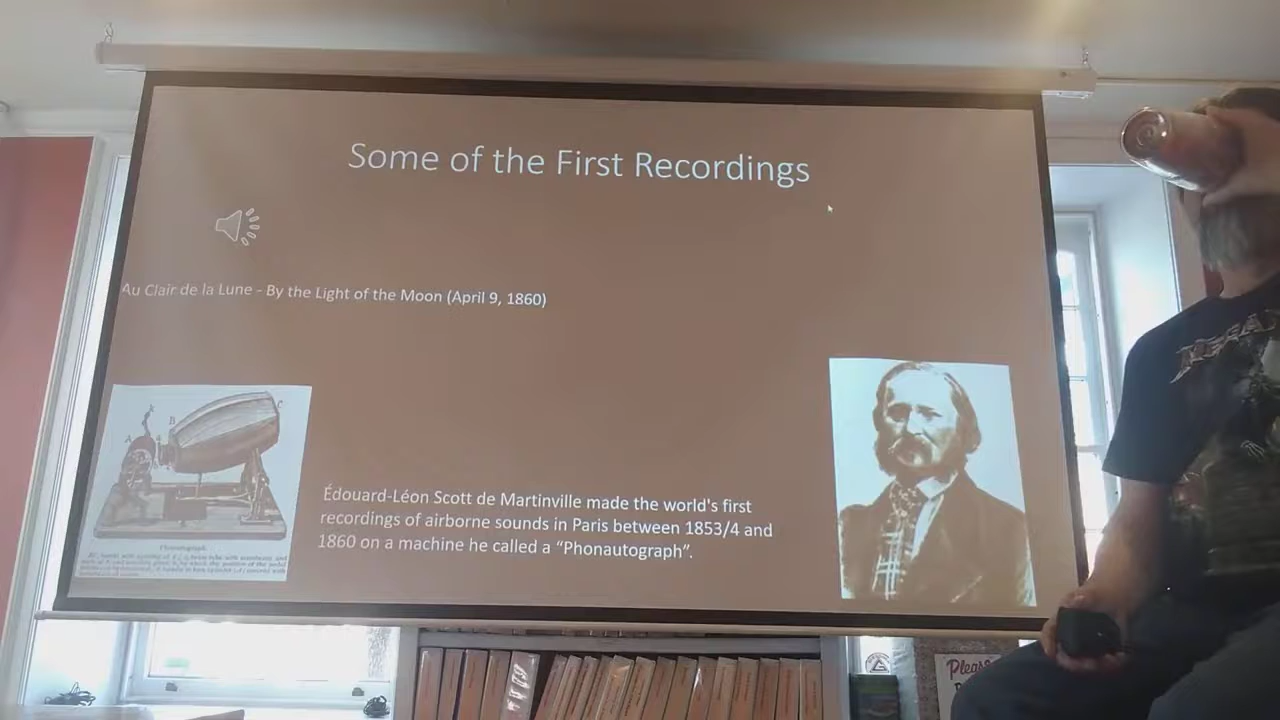 Some of the First Recordings
Au Clair de la Lune - By the Light of the Moon (April 9, 1860)
Édouard-Léon Scott de Martinville made the world's first
recordings of airborne sounds in Paris between 1853/4 and
1860 on a machine he called a “Phonautograph”.
Phonautograph
Please